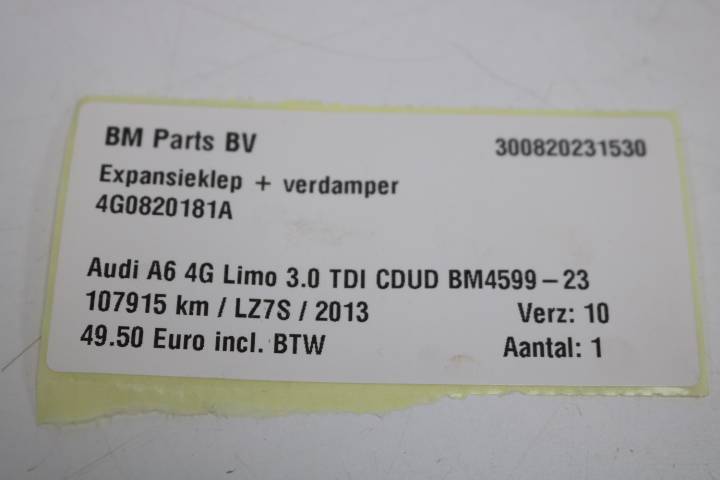 BM Parts BV 300820231530
Expansieklep + verdamper
4G0820181A
Audi A6 4G Limo 3.0 TDI CDUD BM4599-23
107915 km / LZ7S / 2013 Verz: 10
49.50 Euro incl. BTW Aantal: 1